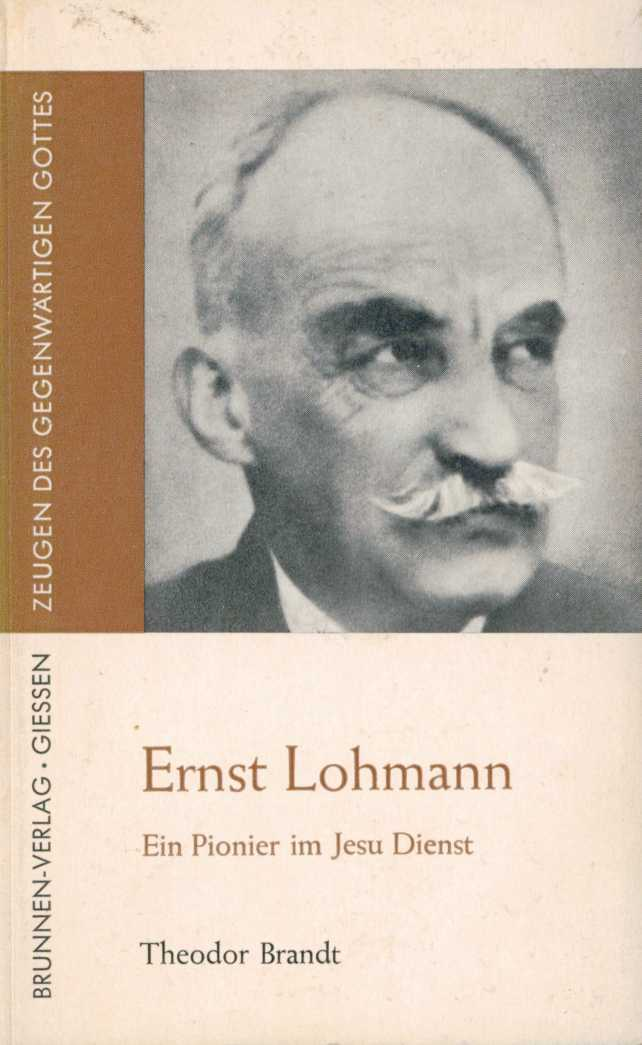 ZEUGEN DES GEGENWÄRTIGEN GOTTES
BRUNNEN-VERLAG · GIESSEN
Ernst Lohmann
Ein Pionier im Jesu Dienst
Theodor Brandt